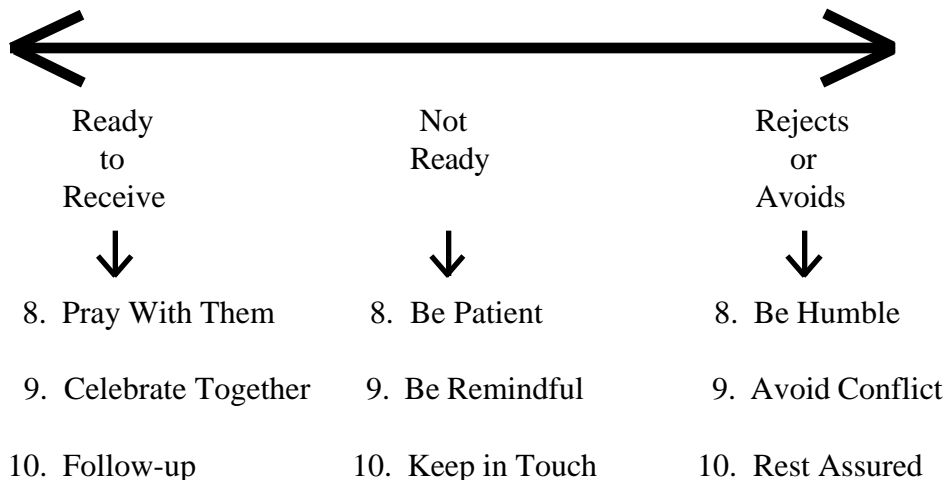 Ready
to
Receive
Not
Ready
Rejects
or
Avoids
8. Pray With Them
8. Be Patient
8. Be Humble
9. Celebrate Together
9. Be Remindful
9. Avoid Conflict
10. Follow-up
10. Keep in Touch
10. Rest Assured